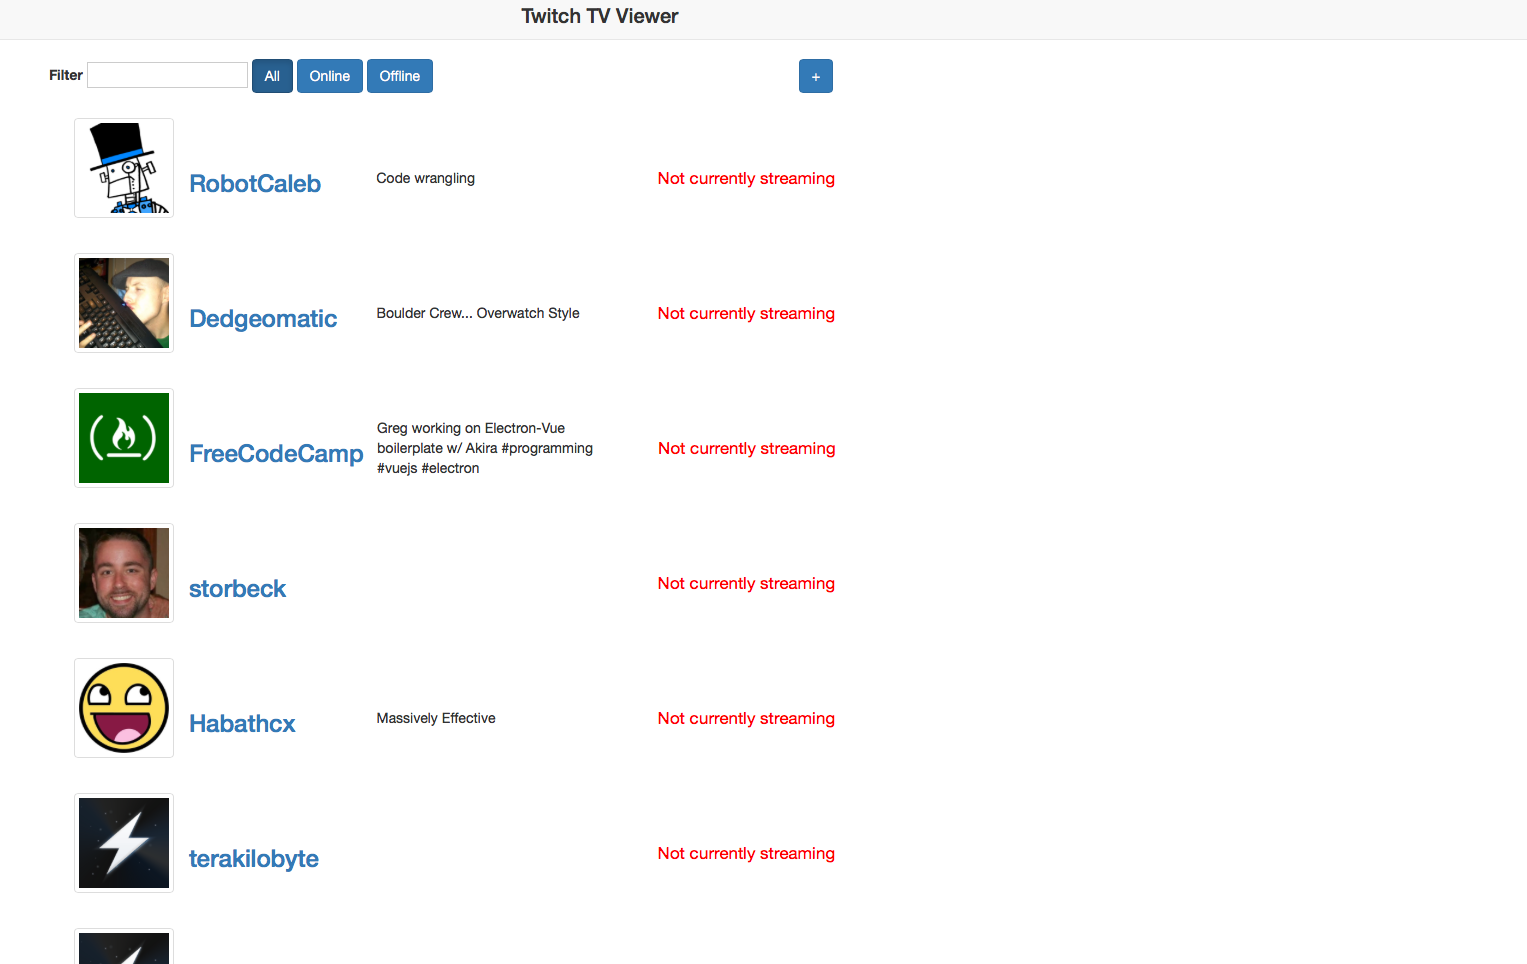 Twitch TV Viewer
Filter All Online Offline +
RobotCaleb Code wrangling Not currently streaming
Dedgeomatic Boulder Crew... Overwatch Style Not currently streaming
Greg working on Electron-Vue
FreeCodeCamp boilerplate w/ Akira #programming Not currently streaming
#vuejs #electron
storbeck Not currently streaming
Habathcx Massively Effective Not currently streaming
terakilobyte Not currently streaming